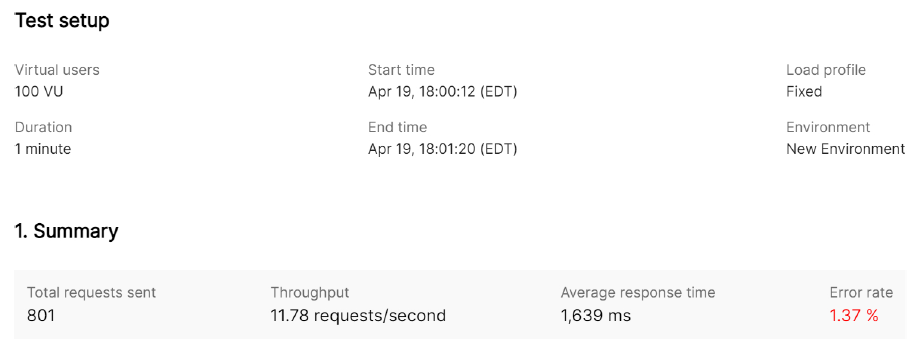 Test setup
Virtual users Start time Load profile
100 VU Apr 19, 18:00:12 (EDT) Fixed
Duration End time Environment
1 minute Apr 19, 18:01:20 (EDT) New Environment
1. Summary
Total requests sent Throughput Average response time Error rate
801 11.78 requests/second 1,639 ms 1.37 %